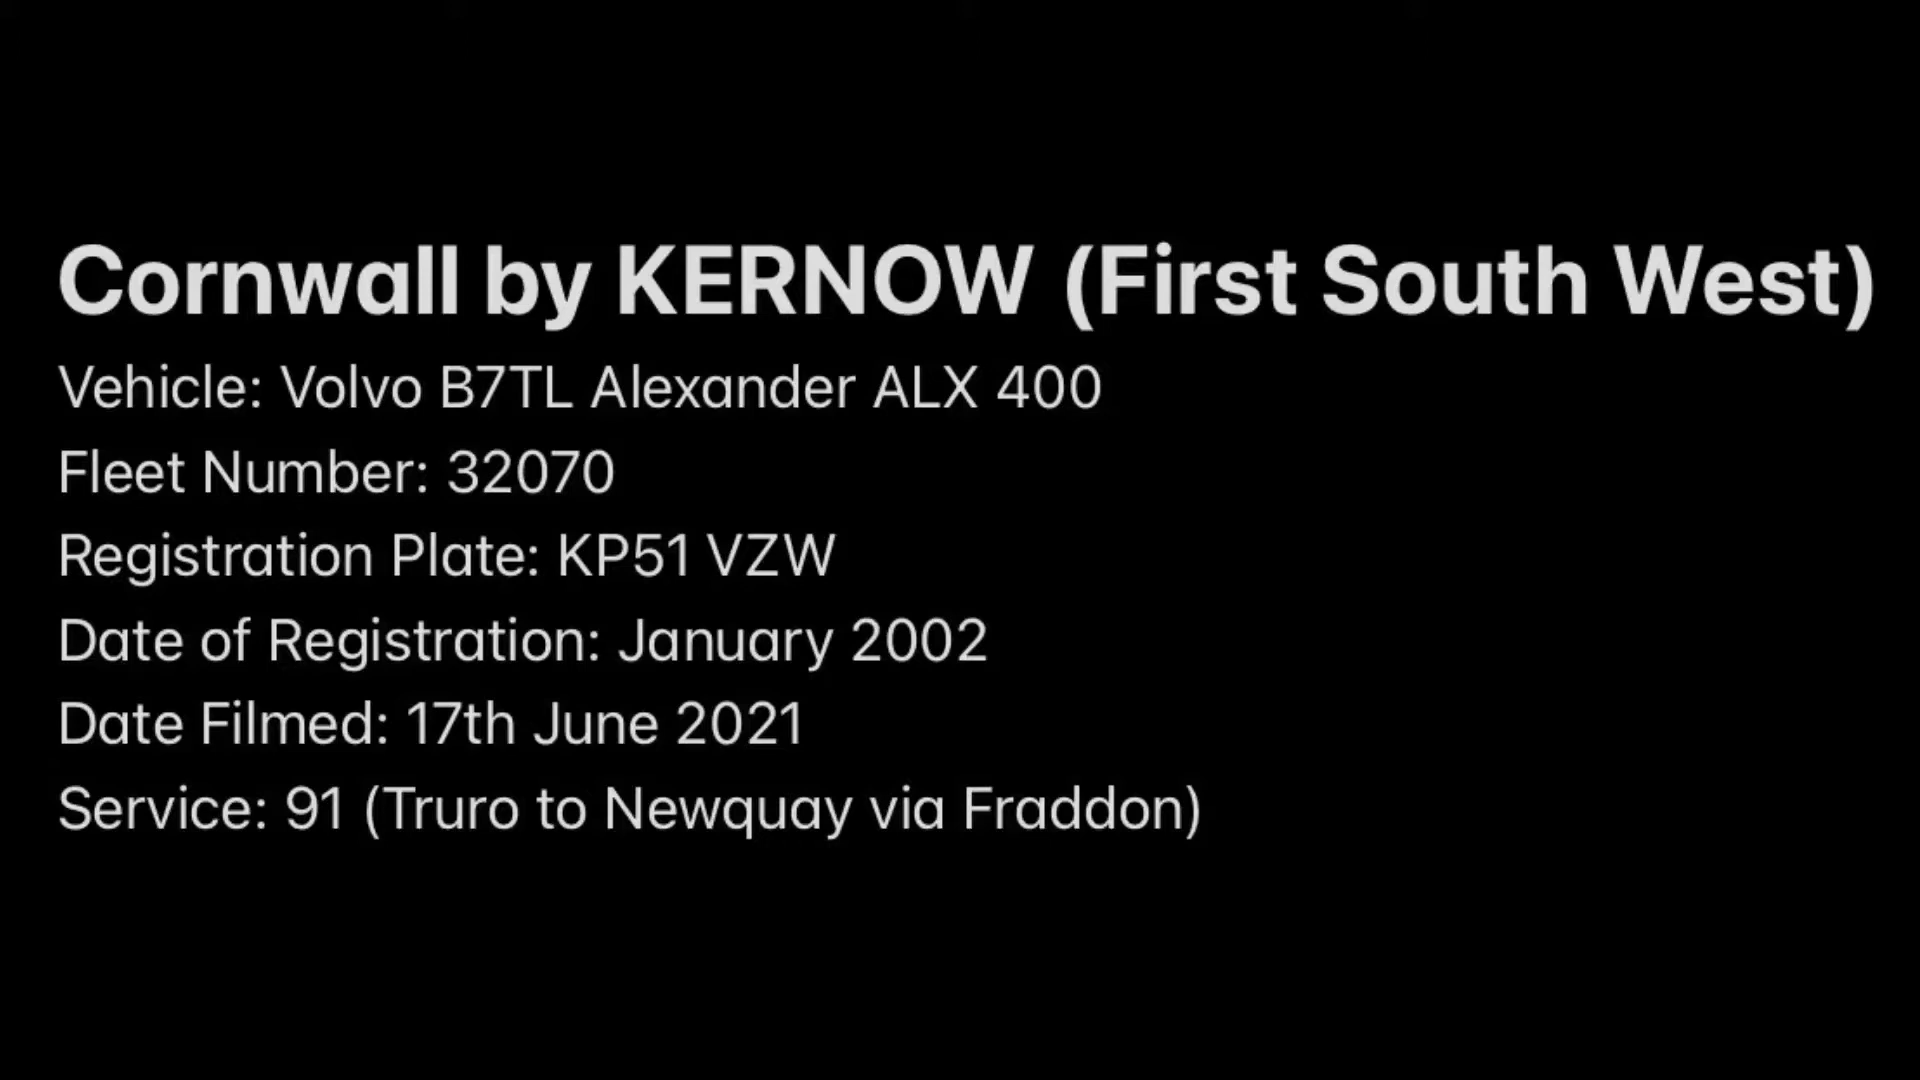 Cornwall by KERNOW (First South West)
Vehicle: Volvo B7TL Alexander ALX 400
Fleet Number: 32070
Registration Plate: KP51 VZW
Date of Registration: January 2002
Date Filmed: 17th June 2021
Service: 91 (Truro to Newquay via Fraddon)